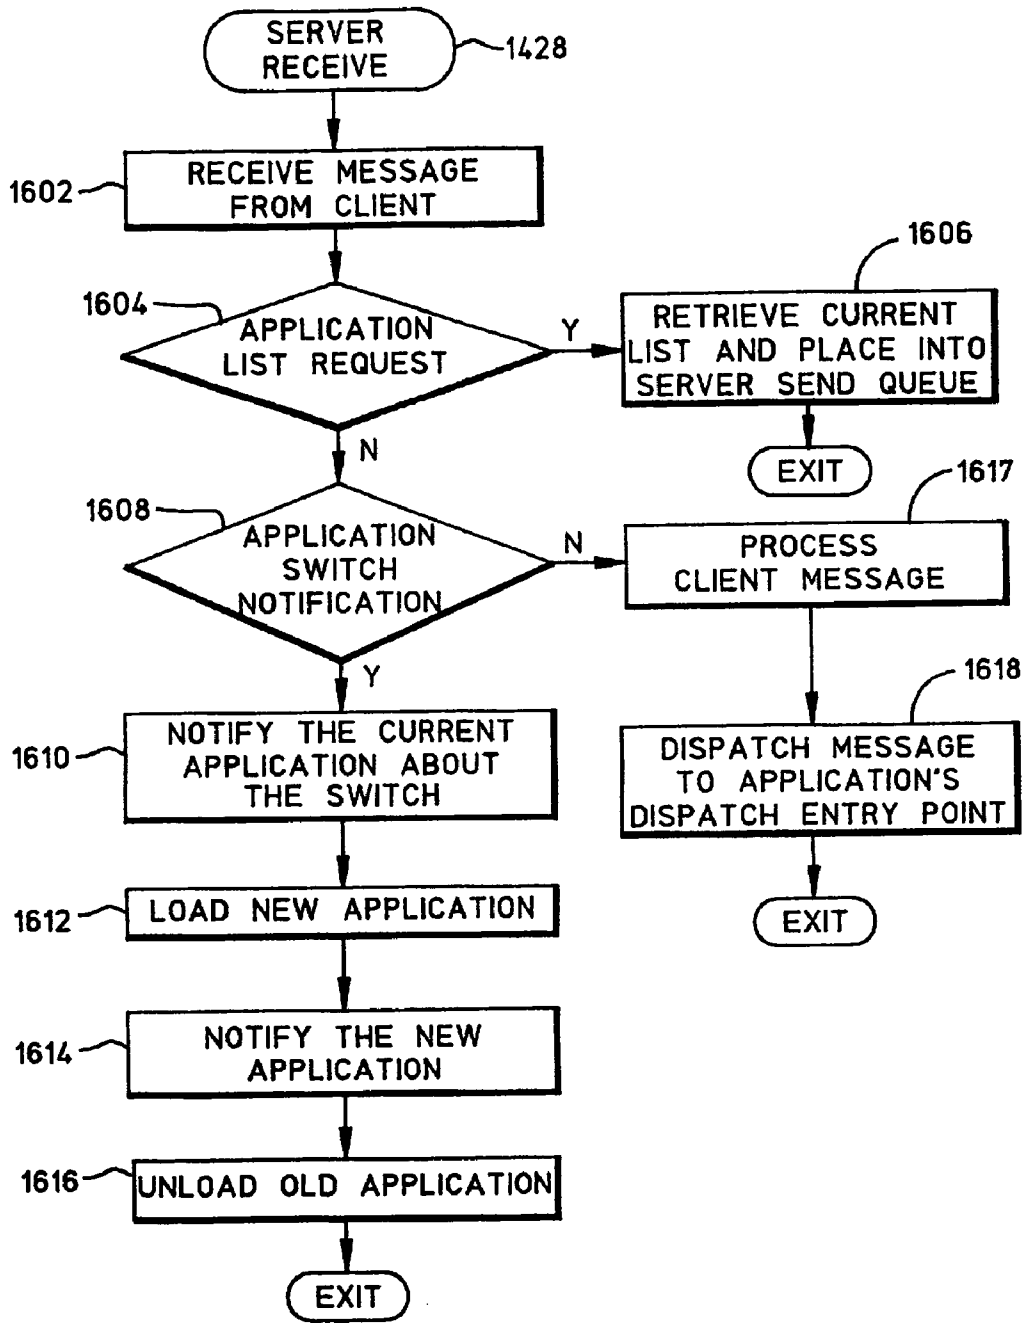 SERVER
RECEIVE
1428
1602
RECEIVE MESSAGE
FROM CLIENT
1604
APPLICATION
LIST REQUEST
Y
1606
RETRIEVE CURRENT
LIST AND PLACE INTO
SERVER SEND QUEUE
EXIT
N
1608
APPLICATION
SWITCH
NOTIFICATION
N
1617
PROCESS
CLIENT MESSAGE
1618
DISPATCH MESSAGE
TO APPLICATION'S
DISPATCH ENTRY POINT
EXIT
Y
1610
NOTIFY THE CURRENT
APPLICATION ABOUT
THE SWITCH
1612
LOAD NEW APPLICATION
1614
NOTIFY THE NEW
APPLICATION
1616
UNLOAD OLD APPLICATION
EXIT